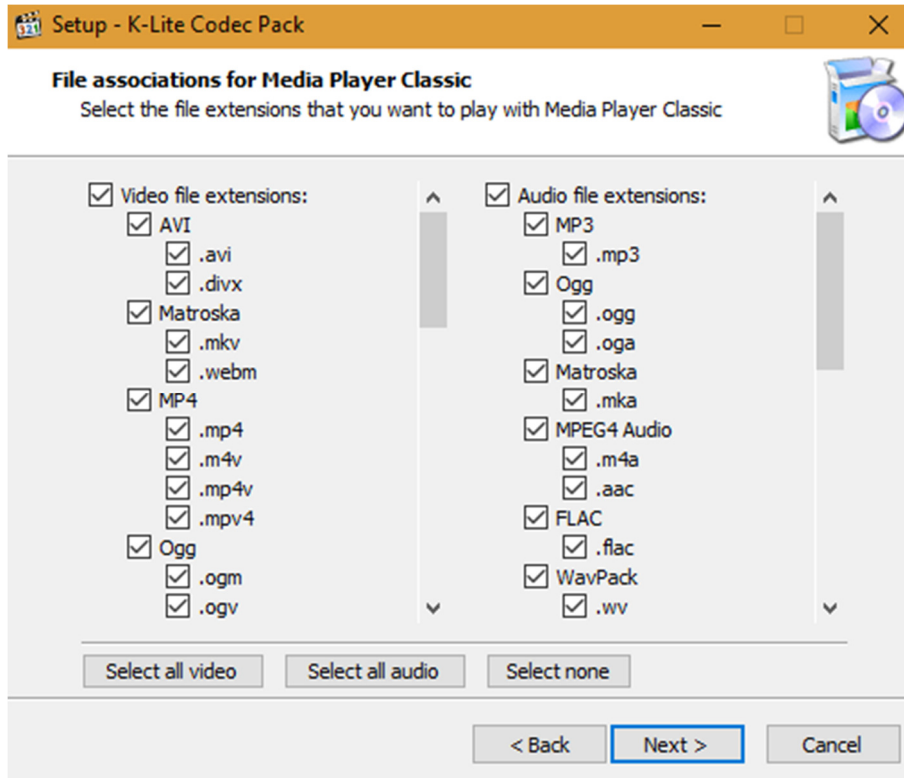 Setup - K-Lite Codec Pack
File associations for Media Player Classic
Select the file extensions that you want to play with Media Player Classic
Video file extensions:
AVI
.avi
.divx
Matroska
.mkv
.webm
MP4
.mp4
.m4v
.mp4v
.mpv4
Ogg
.ogm
.ogv
Audio file extensions:
MP3
.mp3
Ogg
.ogg
.oga
Matroska
.mka
MPEG4 Audio
.m4a
.aac
FLAC
.flac
WavPack
.wv
Select all video
Select all audio
Select none
< Back
Next >
Cancel